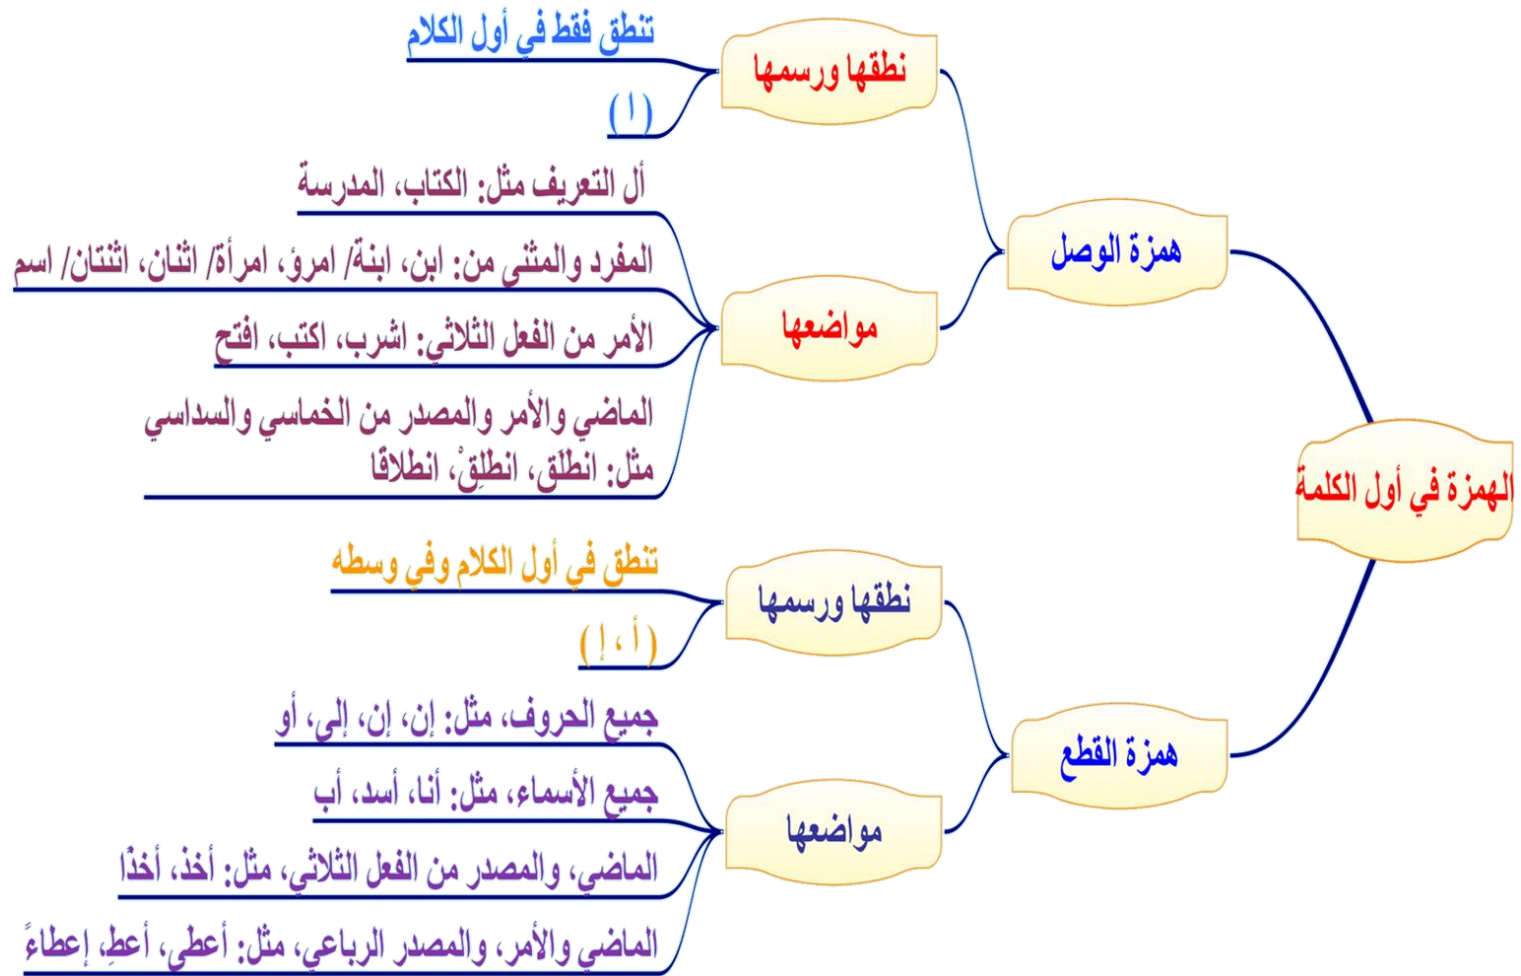 الهمزة في أول الكلمة
همزة الوصل
نطقها ورسمها
تنطق فقط في أول الكلام
( ا )
مواضعها
أل التعريف مثل: الكتاب، المدرسة
المفرد والمثنى من: ابن، ابنة/ امرؤ، امرأة/ اثنان، اثنتان/ اسم
الأمر من الفعل الثلاثي: اشرب، اكتب، افتح
الماضي والأمر والمصدر من الخماسي والسداسي
مثل: انطلَق، انطلِقْ، انطلاقًا
همزة القطع
نطقها ورسمها
تنطق في أول الكلام وفي وسطه
( أ ، إ )
مواضعها
جميع الحروف، مثل: إن، إن، إلى، أو
جميع الأسماء، مثل: أنا، أسد، أب
الماضي، والمصدر من الفعل الثلاثي، مثل: أخذ، أخذًا
الماضي والأمر، والمصدر الرباعي، مثل: أعطى، أعطِ، إعطاءً